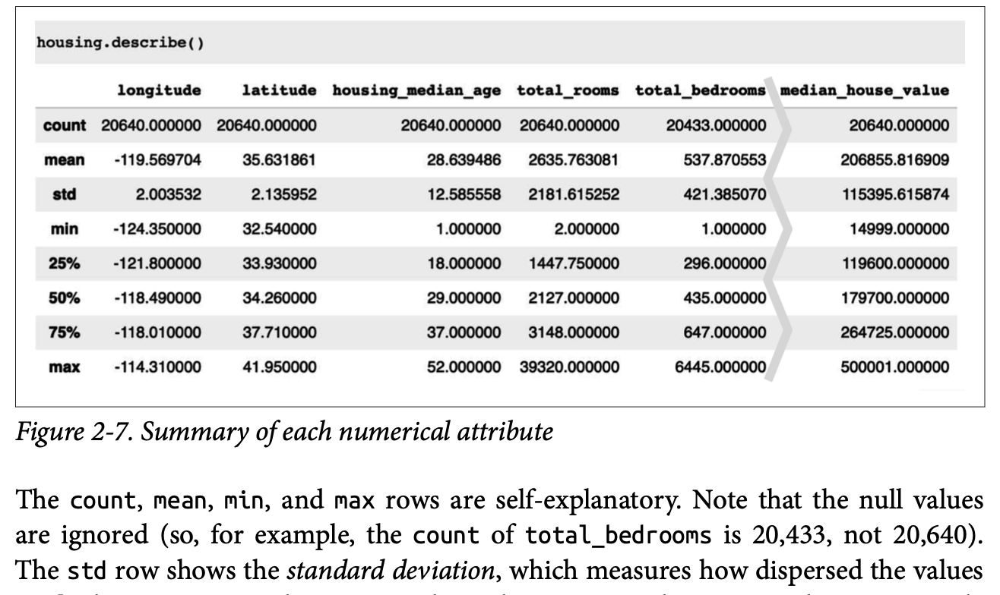 housing.describe()
longitude latitude housing_median_age total_rooms total_bedrooms median_house_value
count 20640.000000 20640.000000 20640.000000 20640.000000 20433.000000 20640.000000
mean -119.569704 35.631861 28.639486 2635.763081 537.870553 206855.816909
std 2.003532 2.135952 12.585558 2181.615252 421.385070 115395.615874
min -124.350000 32.540000 1.000000 2.000000 1.000000 14999.000000
25% -121.800000 33.930000 18.000000 1447.750000 296.000000 119600.000000
50% -118.490000 34.260000 29.000000 2127.000000 435.000000 179700.000000
75% -118.010000 37.710000 37.000000 3148.000000 647.000000 264725.000000
max -114.310000 41.950000 52.000000 39320.000000 6445.000000 500001.000000
Figure 2-7. Summary of each numerical attribute
The count, mean, min, and max rows are self-explanatory. Note that the null values
are ignored (so, for example, the count of total_bedrooms is 20,433, not 20,640).
The std row shows the standard deviation, which measures how dispersed the values